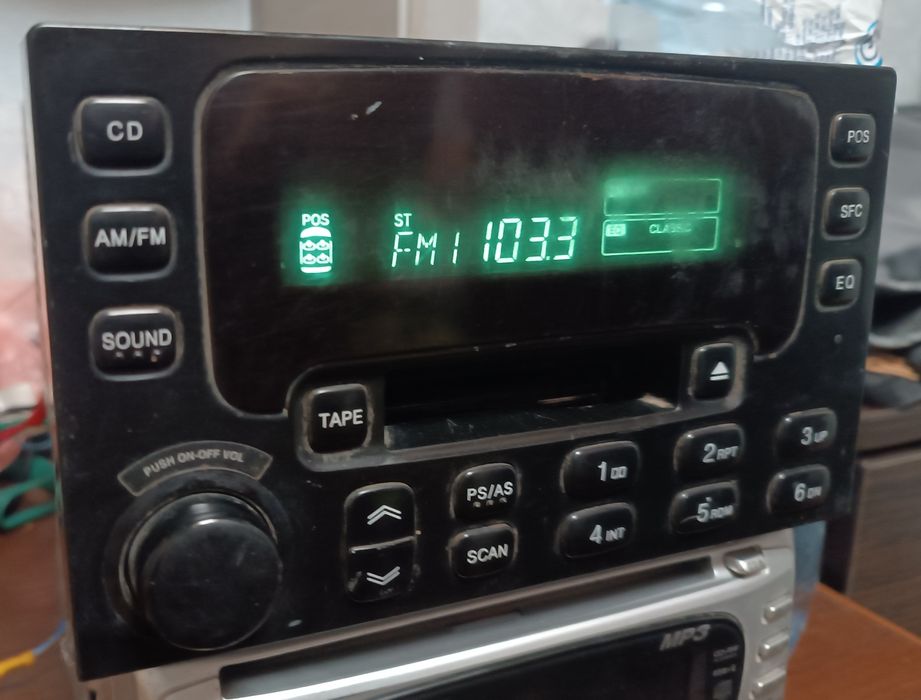 CD
AM/FM
SOUND
POS
ST
FM1 103.3
EQ CLASSIC
POS
SFC
EQ
TAPE
PUSH ON-OFF VOL
PS/AS
SCAN
1
2 RPT
3 UP
4 INT
5 RDM
6 DN
MP3